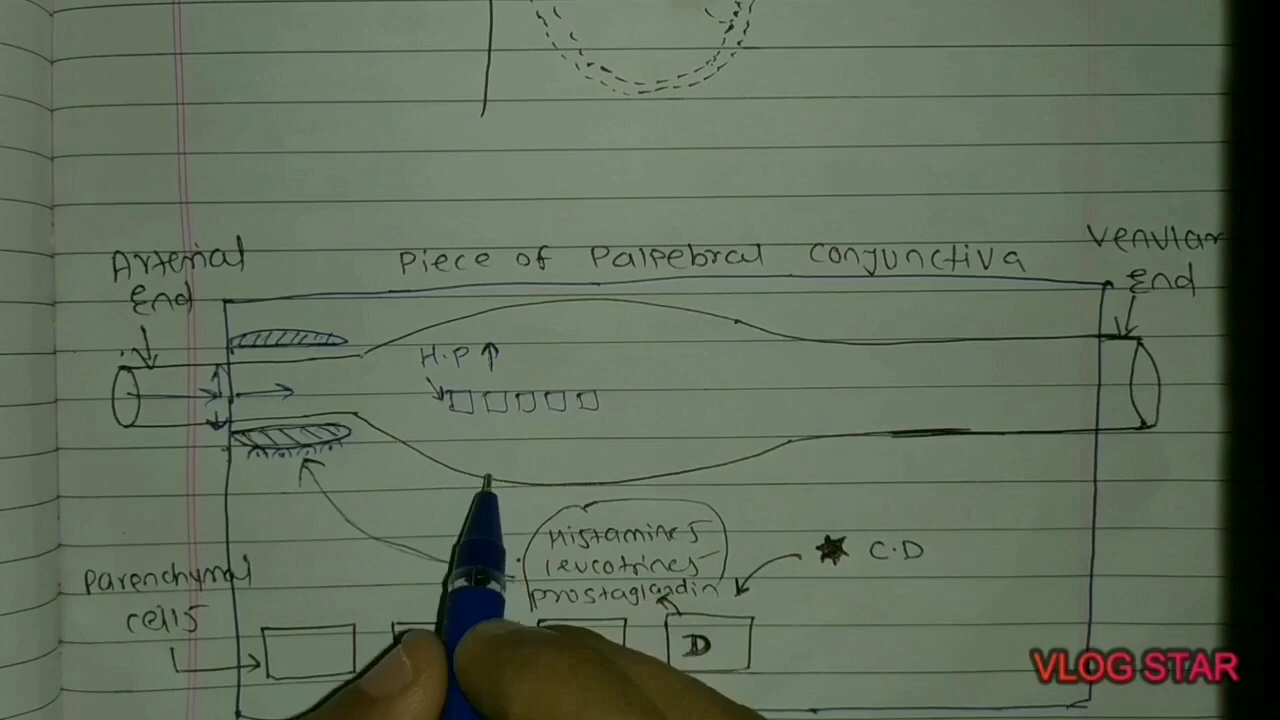 Arterial
End
Piece of Palpebral Conjunctiva
Venular
End
H.P ↑
Histamines
leucotrines
prostaglandin
C.D
Parenchymal
cells
D
VLOG STAR